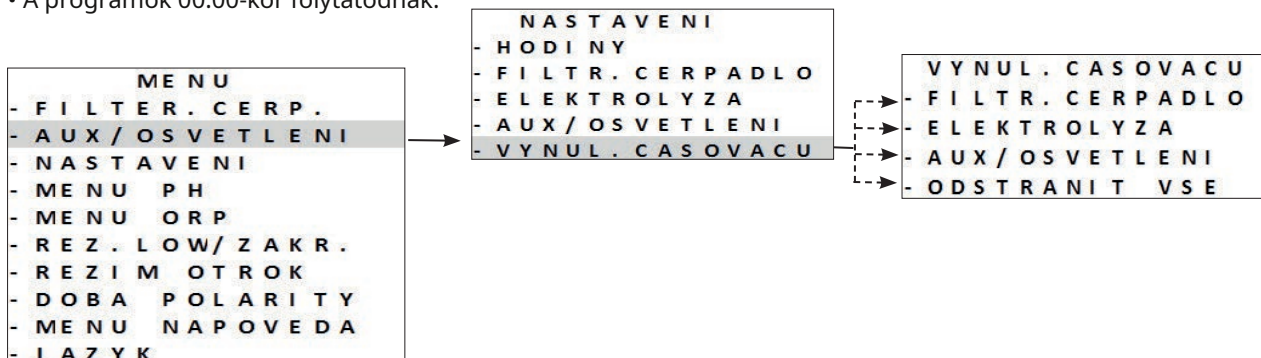 • A programok 00:00-kor folytatódnak.
MENU
- FILTER. CERP.
- AUX/OSVETLENI
- NASTAVENI
- MENU PH
- MENU ORP
- REZ. LOW/ZAKR.
- REZIM OTROK
- DOBA POLARITY
- MENU NAPOVEDA
- JAZYK
NASTAVENI
- HODINY
- FILTR. CERPADLO
- ELEKTROLYZA
- AUX/OSVETLENI
- VYNUL. CASOVACU
VYNUL. CASOVACU
- FILTR. CERPADLO
- ELEKTROLYZA
- AUX/OSVETLENI
- ODSTRANIT VSE